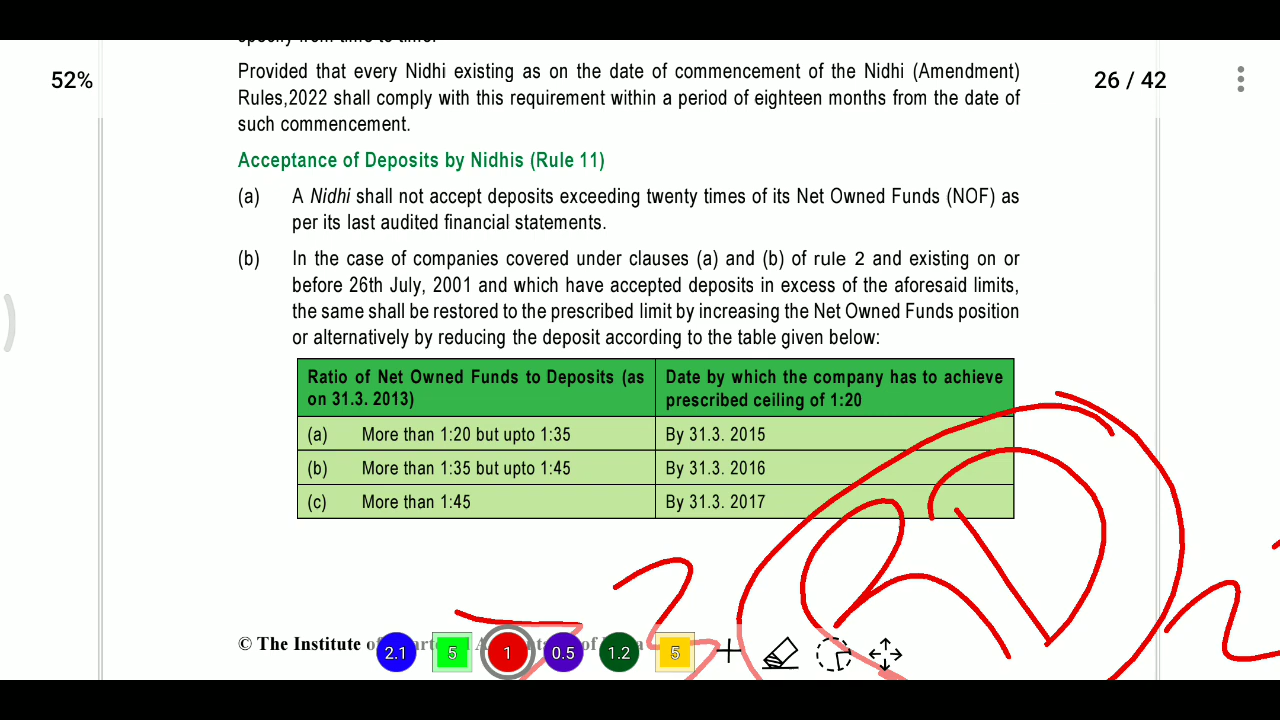 specify from time to time.
52%
26 / 42
Provided that every Nidhi existing as on the date of commencement of the Nidhi (Amendment)
Rules,2022 shall comply with this requirement within a period of eighteen months from the date of
such commencement.
Acceptance of Deposits by Nidhis (Rule 11)
(a) A Nidhi shall not accept deposits exceeding twenty times of its Net Owned Funds (NOF) as
per its last audited financial statements.
(b) In the case of companies covered under clauses (a) and (b) of rule 2 and existing on or
before 26th July, 2001 and which have accepted deposits in excess of the aforesaid limits,
the same shall be restored to the prescribed limit by increasing the Net Owned Funds position
or alternatively by reducing the deposit according to the table given below:
Ratio of Net Owned Funds to Deposits (as
on 31.3. 2013)
Date by which the company has to achieve
prescribed ceiling of 1:20
(a) More than 1:20 but upto 1:35 By 31.3. 2015
(b) More than 1:35 but upto 1:45 By 31.3. 2016
(c) More than 1:45 By 31.3. 2017
© The Institute of
2.1 5 1 0.5 1.2 5